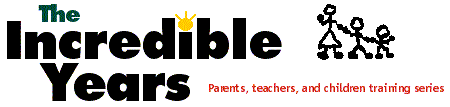 The
Incredible
Years
Parents, teachers, and children training series